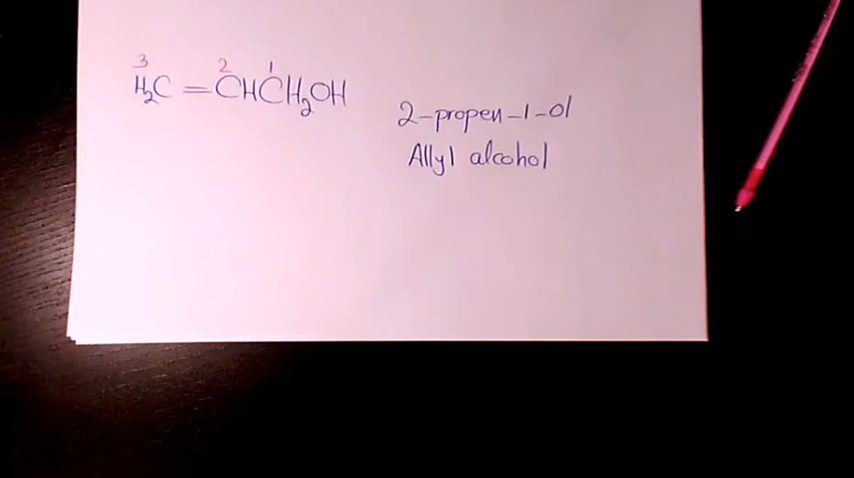 3 2 1
H₂C=CHCH₂OH
2-propen-1-ol
Allyl alcohol